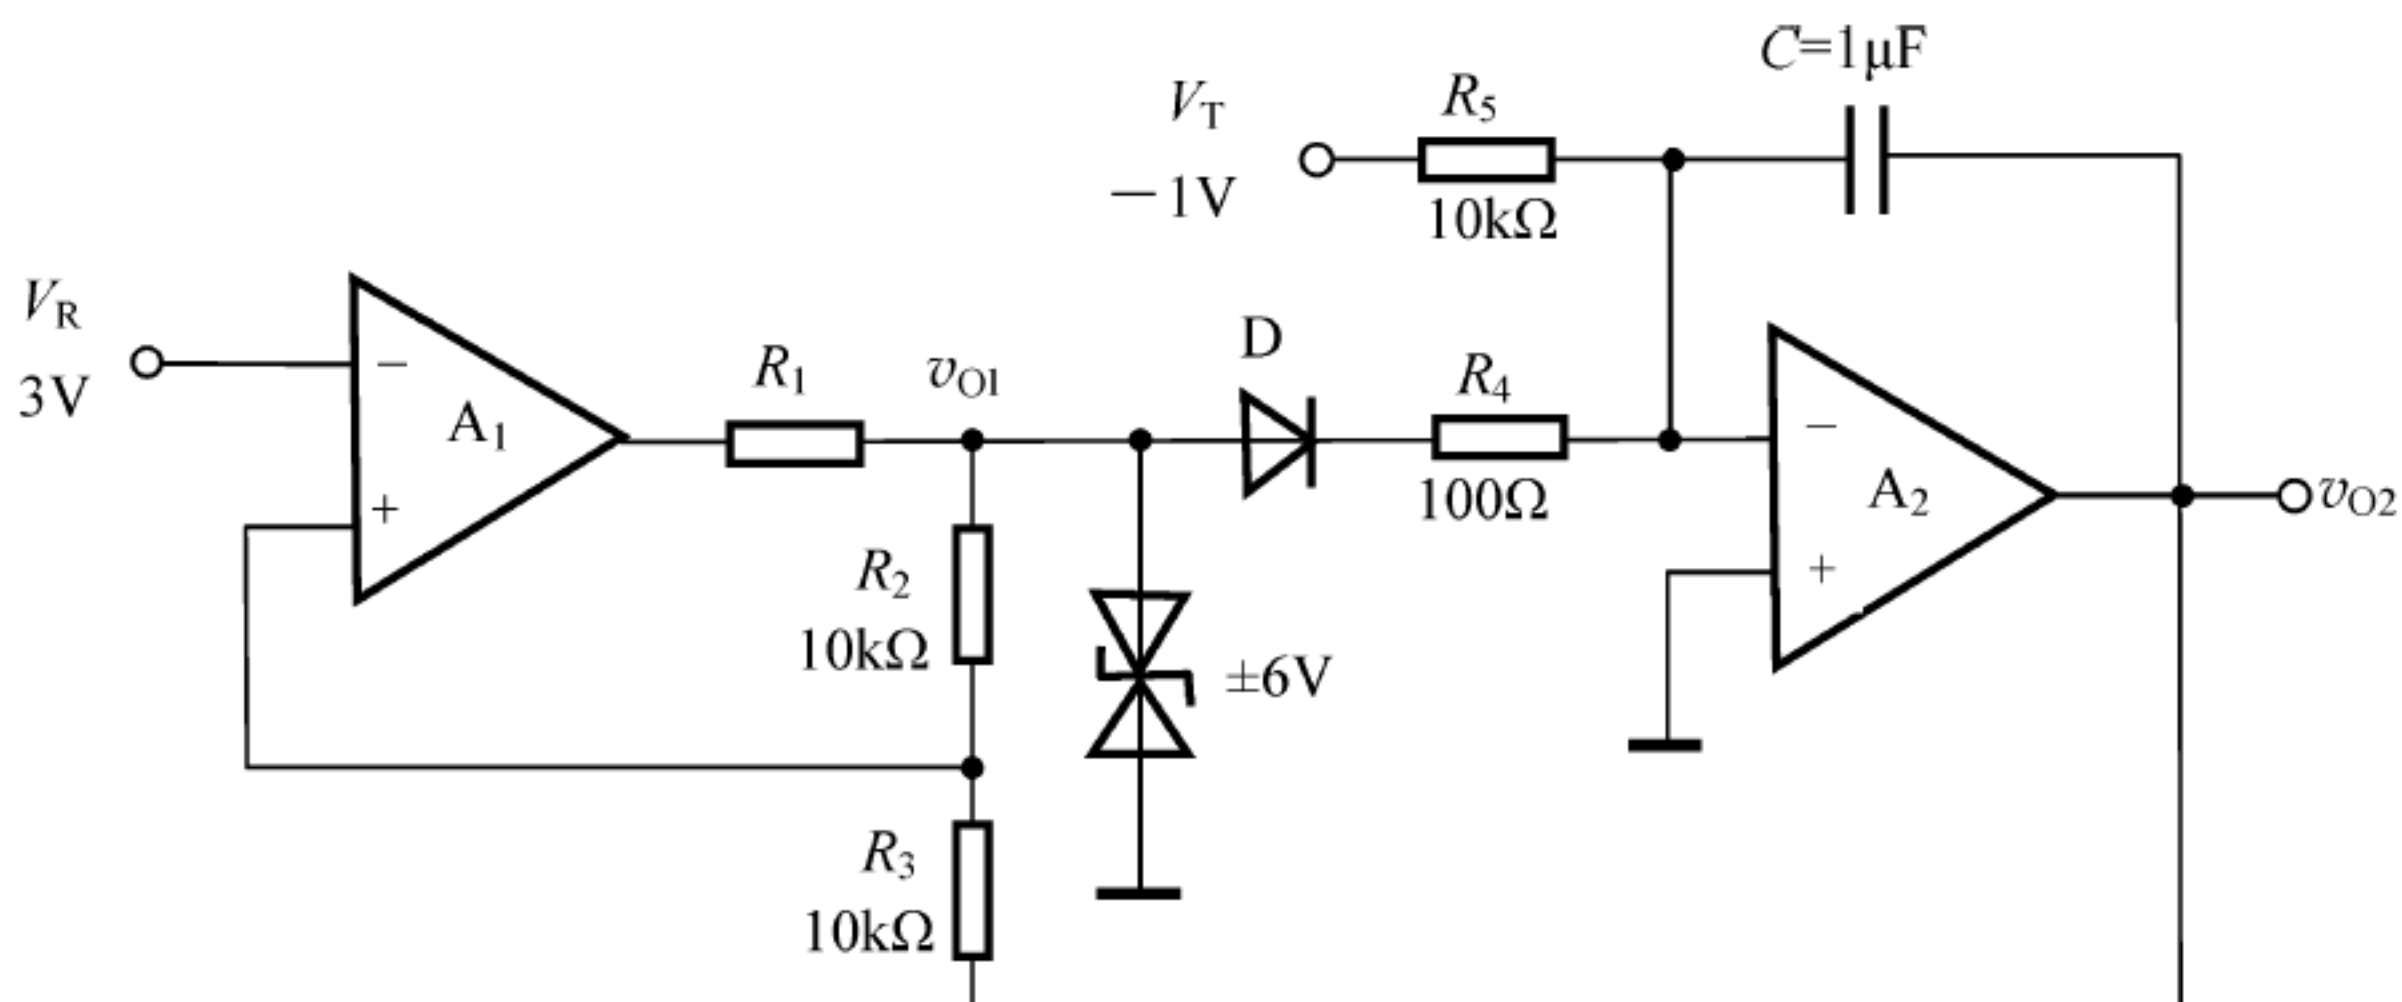 C=1μF
V_T
R_5
−1V
10kΩ
V_R
3V
−
A_1
+
R_1
v_O1
D
R_4
100Ω
−
A_2
+
v_O2
R_2
10kΩ
±6V
R_3
10kΩ